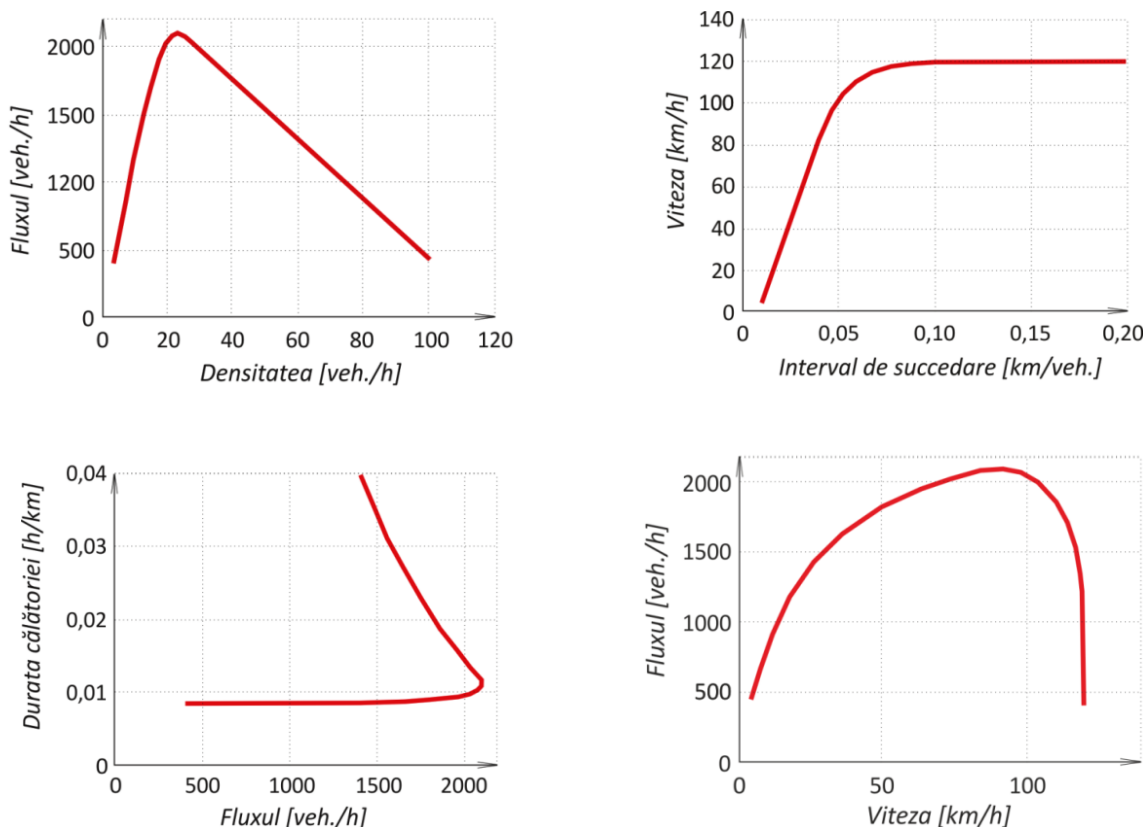 2000
1500
1200
500
0
Fluxul [veh./h]
0 20 40 60 80 100 120
Densitatea [veh./h]
140
120
100
80
60
40
20
0
Viteza [km/h]
0 0,05 0,10 0,15 0,20
Interval de succedare [km/veh.]
0,04
0,03
0,02
0,01
0
Durata călătoriei [h/km]
0 500 1000 1500 2000
Fluxul [veh./h]
2000
1500
1000
500
0
Fluxul [veh./h]
0 50 100
Viteza [km/h]